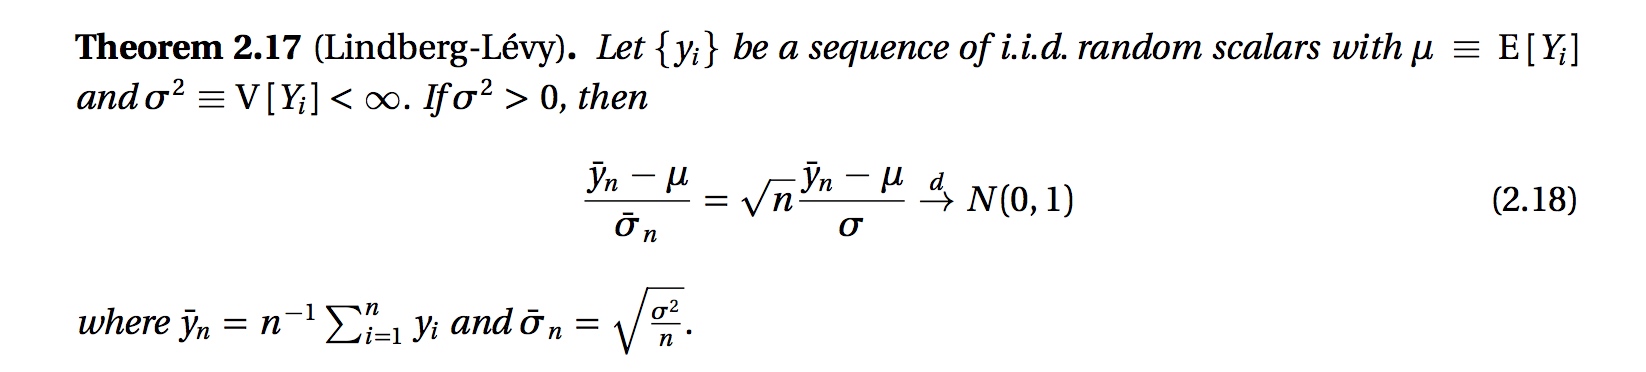 Theorem 2.17 (Lindberg-Lévy). Let {yᵢ} be a sequence of i.i.d. random scalars with μ ≡ E[Yᵢ]
and σ² ≡ V[Yᵢ] < ∞. If σ² > 0, then
(ȳₙ − μ)/σ̄ₙ = √n (ȳₙ − μ)/σ →ᵈ N(0, 1) (2.18)
where ȳₙ = n⁻¹ ∑ⁿᵢ₌₁ yᵢ and σ̄ₙ = √(σ²/n).